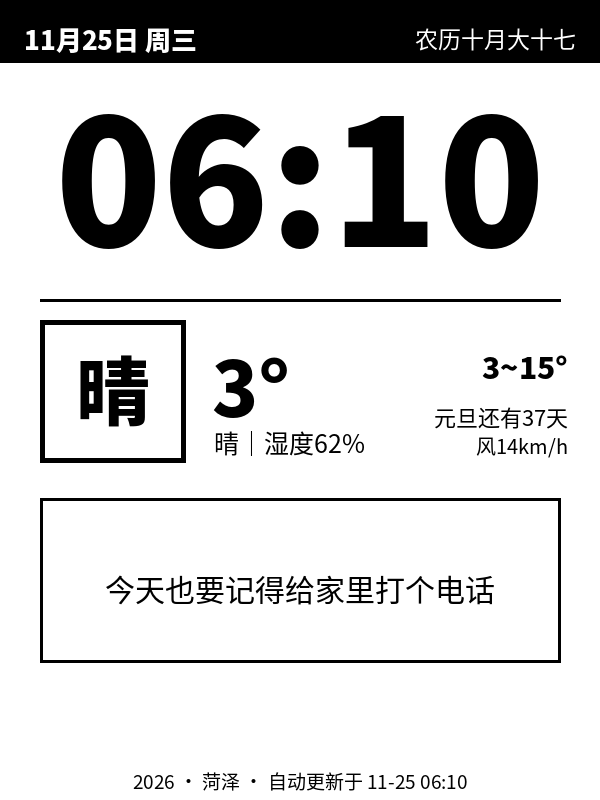 11月25日 周三
农历十月大十七
06:10
晴
3°
晴｜湿度62%
3~15°
元旦还有37天
风14km/h
今天也要记得给家里打个电话
2026 · 菏泽 · 自动更新于 11-25 06:10